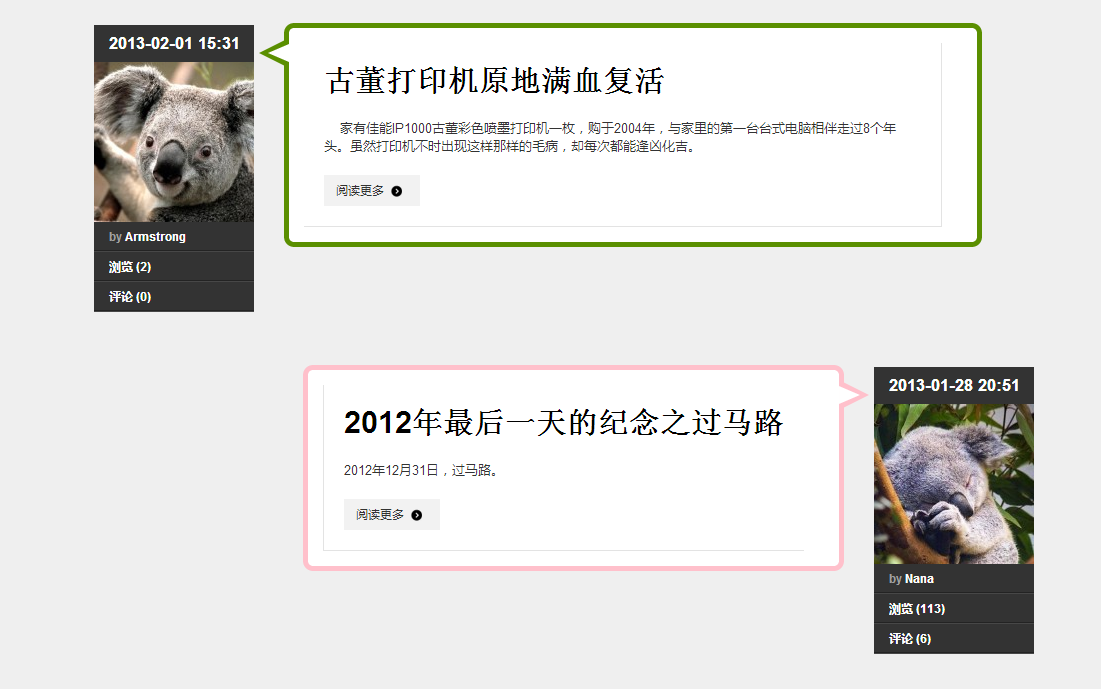 2013-02-01 15:31
古董打印机原地满血复活
家有佳能IP1000古董彩色喷墨打印机一枚，购于2004年，与家里的第一台台式电脑相伴走过8个年
头。虽然打印机不时出现这样那样的毛病，却每次都能逢凶化吉。
阅读更多
by Armstrong
浏览 (2)
评论 (0)
2012年最后一天的纪念之过马路
2012年12月31日，过马路。
阅读更多
2013-01-28 20:51
by Nana
浏览 (113)
评论 (6)